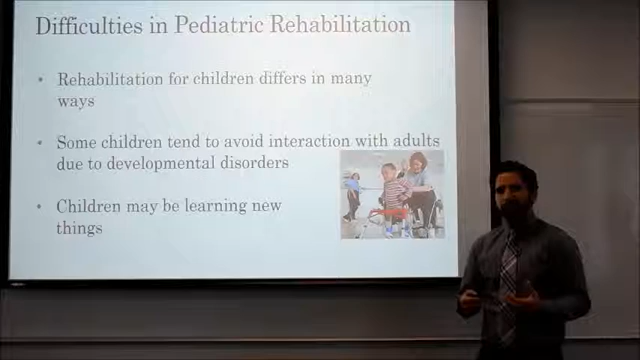 Difficulties in Pediatric Rehabilitation
• Rehabilitation for children differs in many
ways
• Some children tend to avoid interaction with adults
due to developmental disorders
• Children may be learning new
things